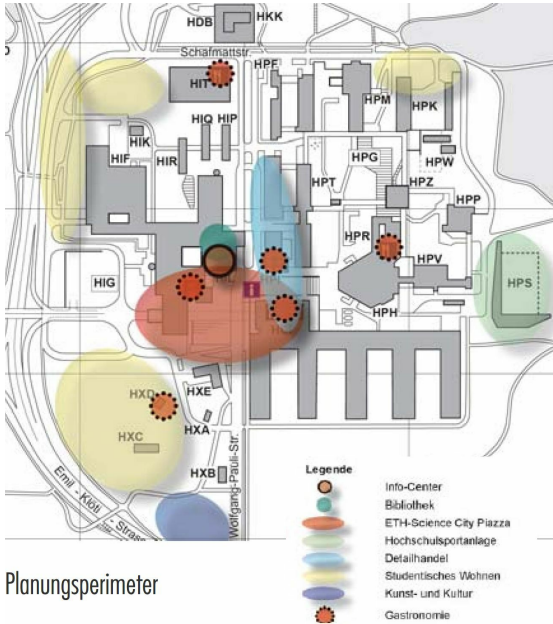 HDB
HKK
Schafmattstr.
HPF
HIT
HPM
HPK
HIQ
HIP
HIK
HIF
HIR
HPG
HPW
HPT
HPZ
HPP
HPR
HPV
HIG
HPS
HPH
HXE
HXD
HXA
HXC
HXB
Emil - Klöti - Strasse
Wolfgang-Pauli-Str.
Planungsperimeter
Legende
Info-Center
Bibliothek
ETH-Science City Piazza
Hochschulsportanlage
Detailhandel
Studentisches Wohnen
Kunst- und Kultur
Gastronomie